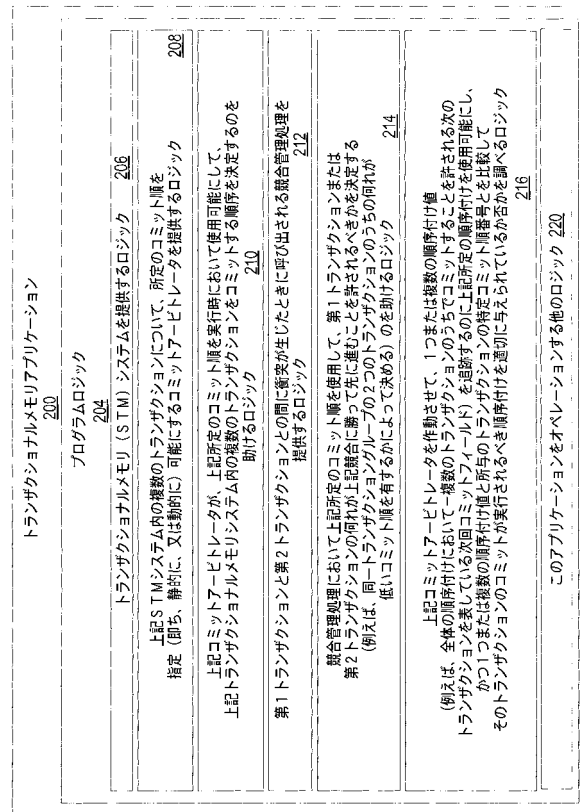 トランザクショナルメモリアプリケーション
200
プログラムロジック
204
トランザクショナルメモリ（ＳＴＭ）システムを提供するロジック 206
上記ＳＴＭシステム内の複数のトランザクションについて、所定のコミット順を
指定（即ち、静的に、又は動的に）可能にするコミットアービトレータを提供するロジック 208
上記コミットアービトレータが、上記所定のコミット順を実行時において使用可能にして、
上記トランザクショナルメモリシステム内の複数のトランザクションをコミットする順序を決定するのを
助けるロジック 210
第１トランザクションと第２トランザクションとの間に衝突が生じたときに呼び出される競合管理処理を
提供するロジック 212
競合管理処理において上記所定のコミット順を使用して、第１トランザクションまたは
第２トランザクションの何れが上記競合に勝って先に進むことを許されるべきかを決定する
（例えば、同一トランザクショングループの２つのトランザクションのうちの何れが
低いコミット順を有するかによって決める）のを助けるロジック 214
上記コミットアービトレータを作動させて、１つまたは複数の順序付け値
（例えば、全体の順序付けにおいて－複数のトランザクションのうちでコミットすることを許される次の
トランザクションを表している次回コミットフィールド）を追跡するのに上記所定の順序付けを使用可能にし、
かつ１つまたは複数の順序付け値と所与のトランザクションの特定コミット順番号とを比較して
そのトランザクションのコミットが実行されるべき順序付けを適切に与えられているか否かを調べるロジック
216
このアプリケーションをオペレーションする他のロジック 220